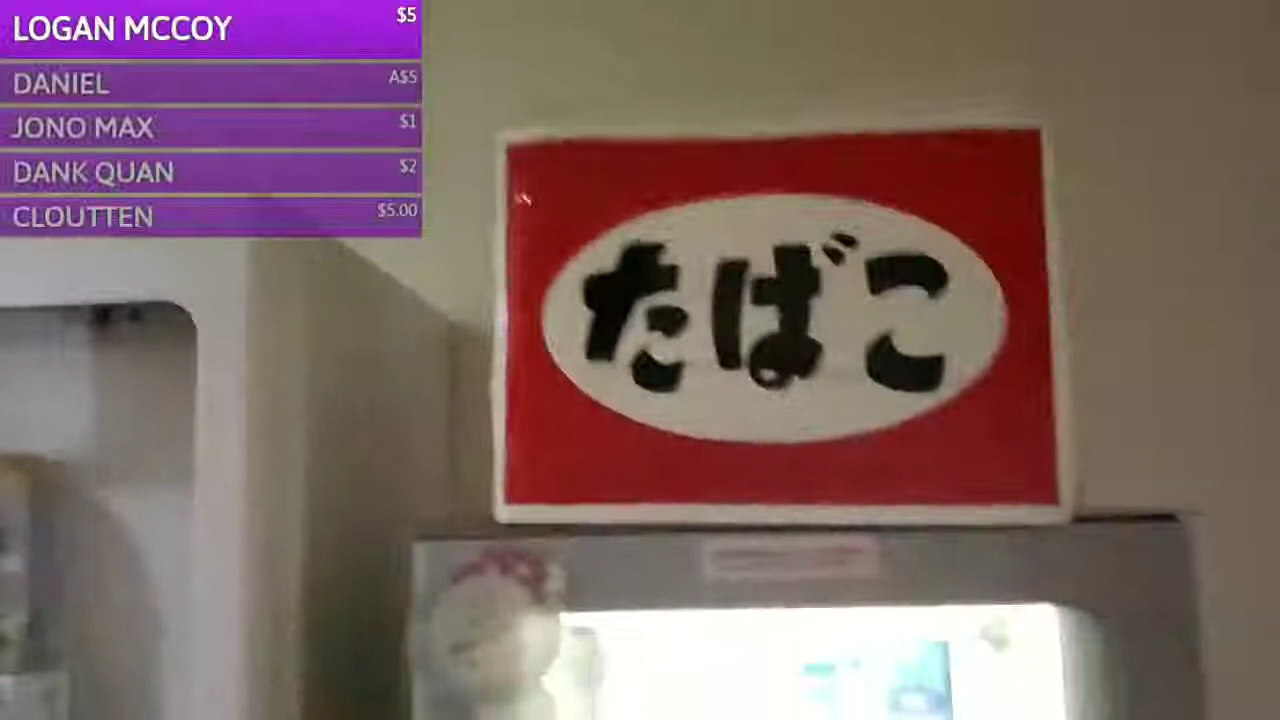 LOGAN MCCOY $5
DANIEL A$5
JONO MAX $1
DANK QUAN $2
CLOUTTEN $5.00
たばこ